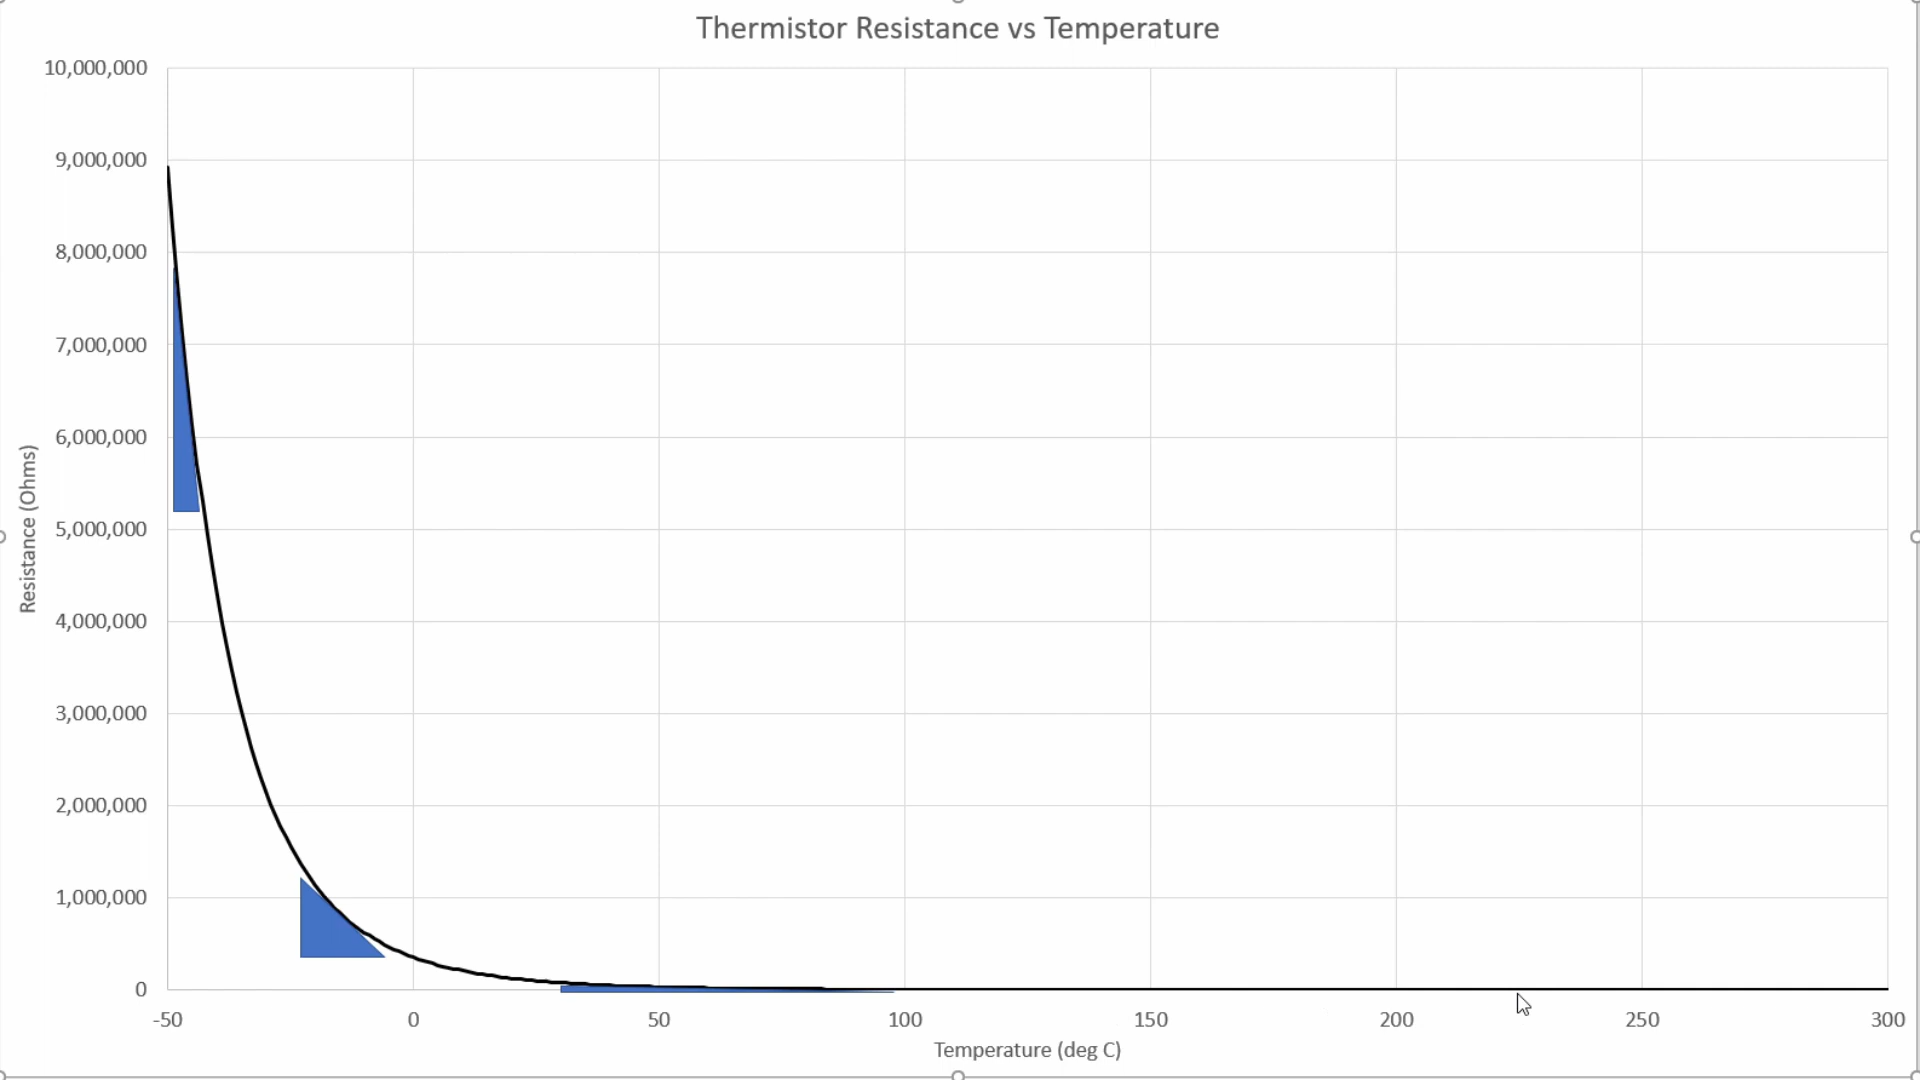 Thermistor Resistance vs Temperature
10,000,000
9,000,000
8,000,000
7,000,000
6,000,000
5,000,000
4,000,000
3,000,000
2,000,000
1,000,000
0
Resistance (Ohms)
-50 0 50 100 150 200 250 300
Temperature (deg C)